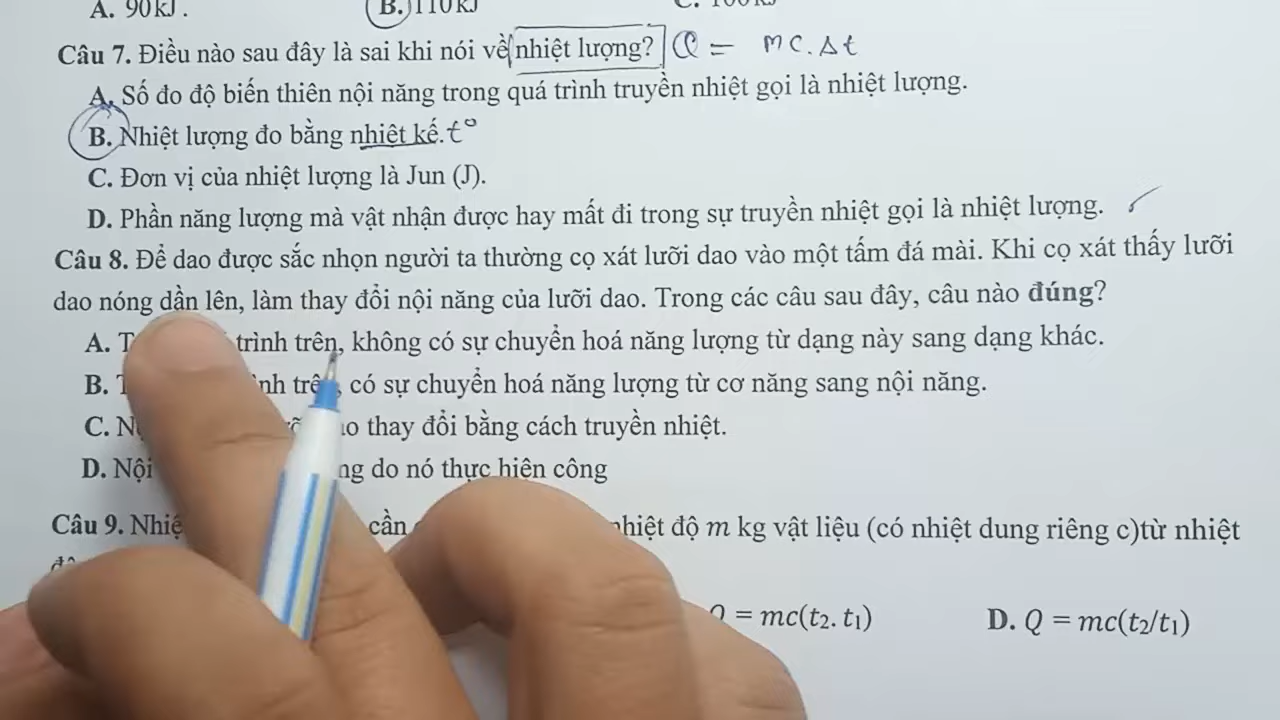 A. 90 kJ. B. 110 kJ C.
Câu 7. Điều nào sau đây là sai khi nói về nhiệt lượng? Q = mc.Δt
A. Số đo độ biến thiên nội năng trong quá trình truyền nhiệt gọi là nhiệt lượng.
B. Nhiệt lượng đo bằng nhiệt kế. t°
C. Đơn vị của nhiệt lượng là Jun (J).
D. Phần năng lượng mà vật nhận được hay mất đi trong sự truyền nhiệt gọi là nhiệt lượng.
Câu 8. Để dao được sắc nhọn người ta thường cọ xát lưỡi dao vào một tấm đá mài. Khi cọ xát thấy lưỡi
dao nóng dần lên, làm thay đổi nội năng của lưỡi dao. Trong các câu sau đây, câu nào đúng?
A. trình trên, không có sự chuyển hoá năng lượng từ dạng này sang dạng khác.
B. có sự chuyển hoá năng lượng từ cơ năng sang nội năng.
C. thay đổi bằng cách truyền nhiệt.
D. Nội do nó thực hiện công
Câu 9. cần nhiệt độ m kg vật liệu (có nhiệt dung riêng c)từ nhiệt
= mc(t₂. t₁) D. Q = mc(t₂/t₁)